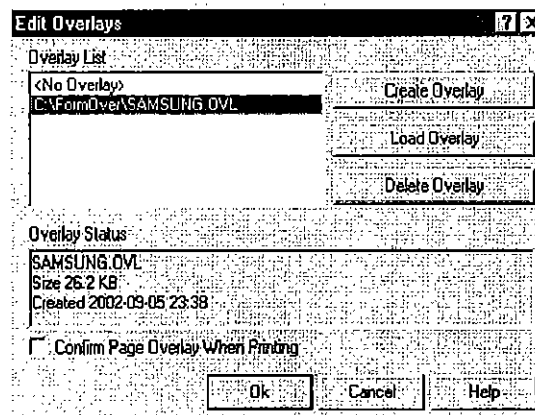 Edit Overlays
Overlay List
<No Overlay>
C:\FormOver\SAMSUNG.OVL
Create Overlay
Load Overlay
Delete Overlay
Overlay Status
SAMSUNG.OVL
Size 26.2 KB
Created 2002-09-05 23:38
Confirm Page Overlay When Printing
Ok
Cancel
Help